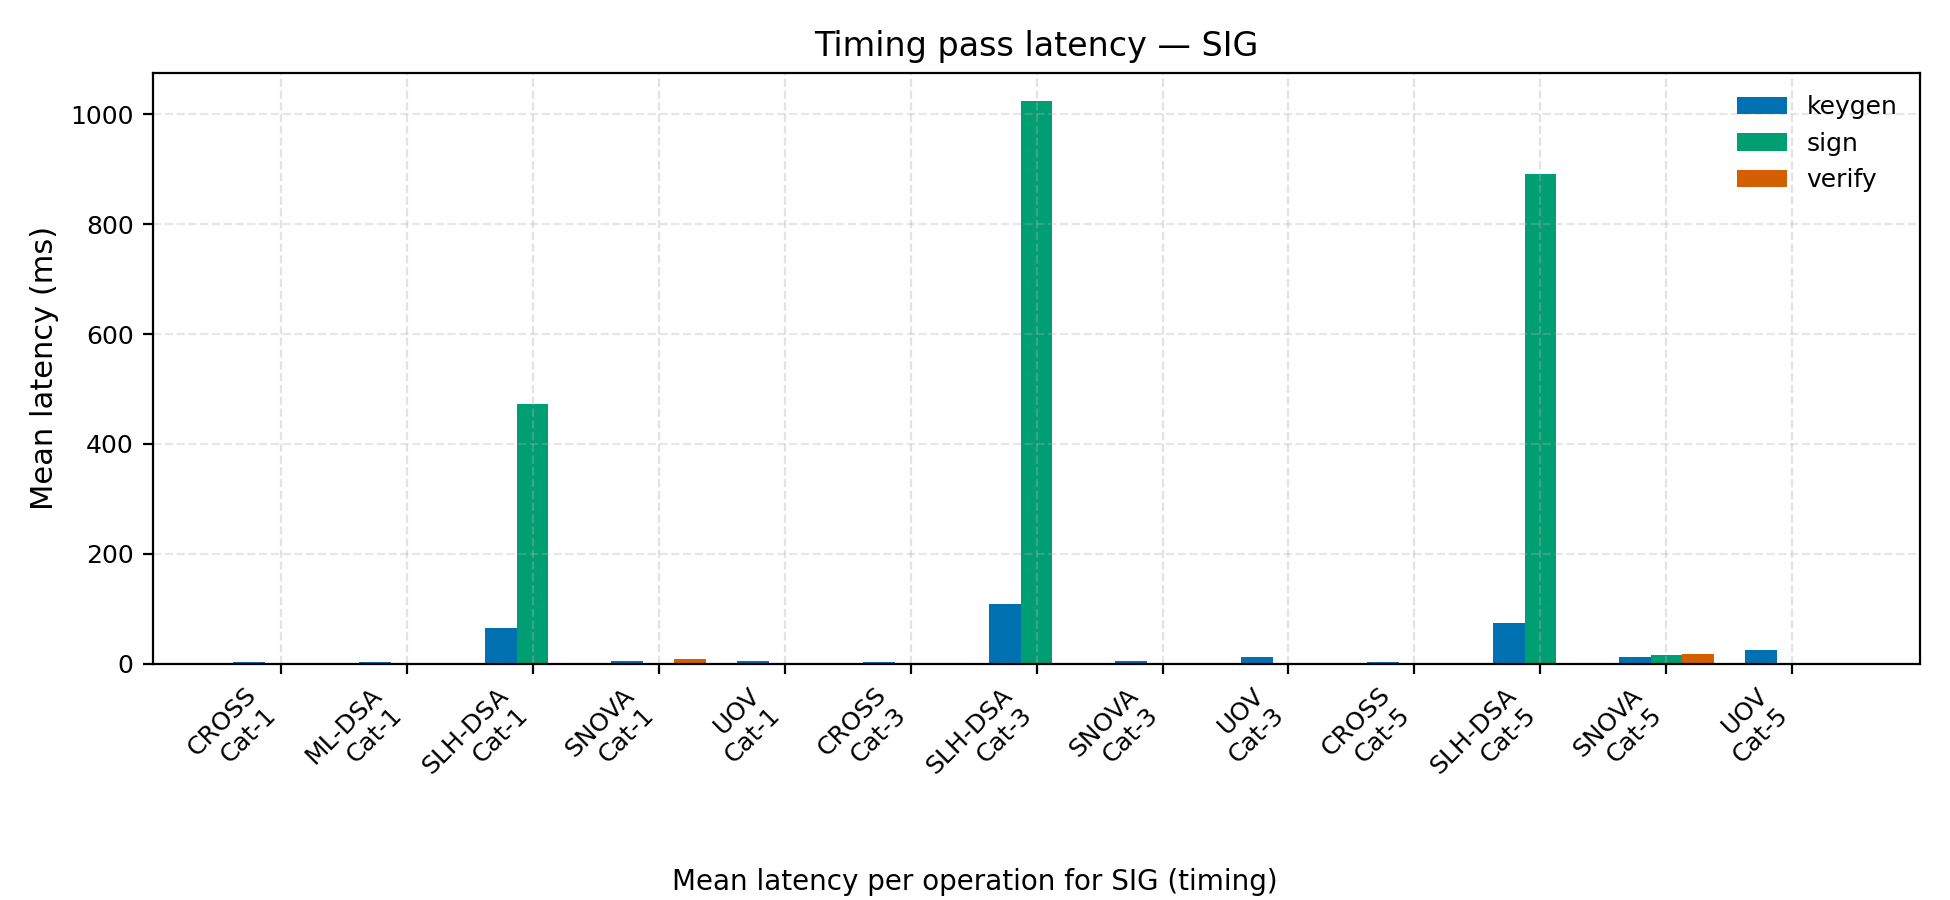 Timing pass latency — SIG
Mean latency (ms)
1000
800
600
400
200
0
keygen
sign
verify
CROSS
Cat-1
ML-DSA
Cat-1
SLH-DSA
Cat-1
SNOVA
Cat-1
UOV
Cat-1
CROSS
Cat-3
SLH-DSA
Cat-3
SNOVA
Cat-3
UOV
Cat-3
CROSS
Cat-5
SLH-DSA
Cat-5
SNOVA
Cat-5
UOV
Cat-5
Mean latency per operation for SIG (timing)